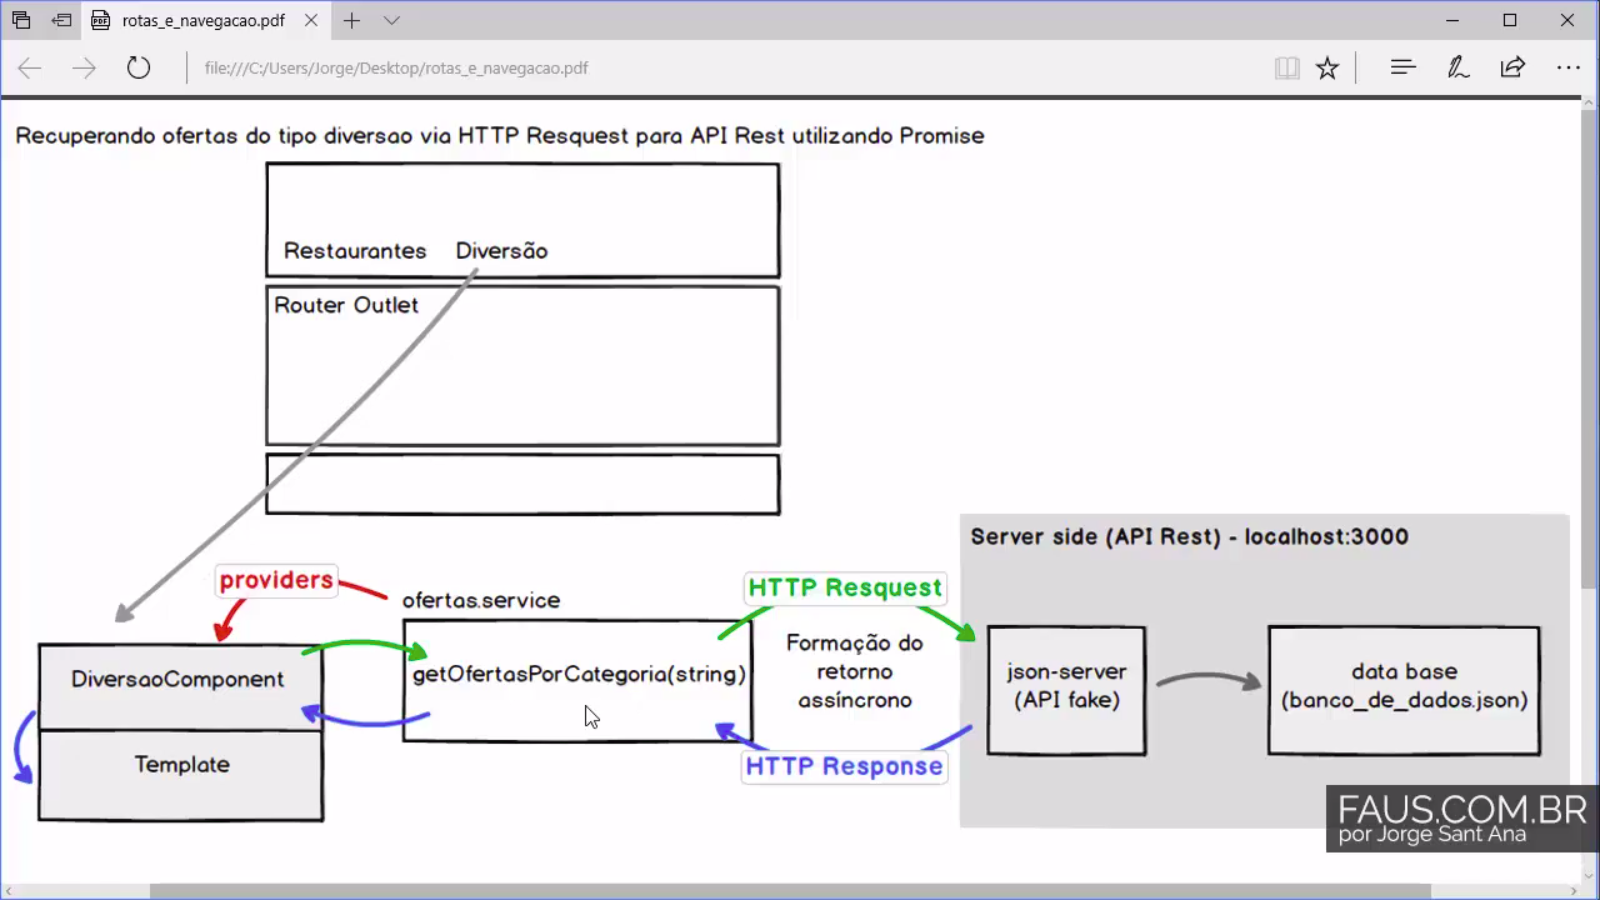 rotas_e_navegacao.pdf
file:///C:/Users/Jorge/Desktop/rotas_e_navegacao.pdf
Recuperando ofertas do tipo diversao via HTTP Resquest para API Rest utilizando Promise
Restaurantes Diversão
Router Outlet
Server side (API Rest) - localhost:3000
providers
HTTP Resquest
ofertas.service
Formação do
retorno
assíncrono
DiversaoComponent
getOfertasPorCategoria(string)
json-server
(API fake)
data base
(banco_de_dados.json)
Template
HTTP Response
FAUS.COM.BR
por Jorge Sant Ana